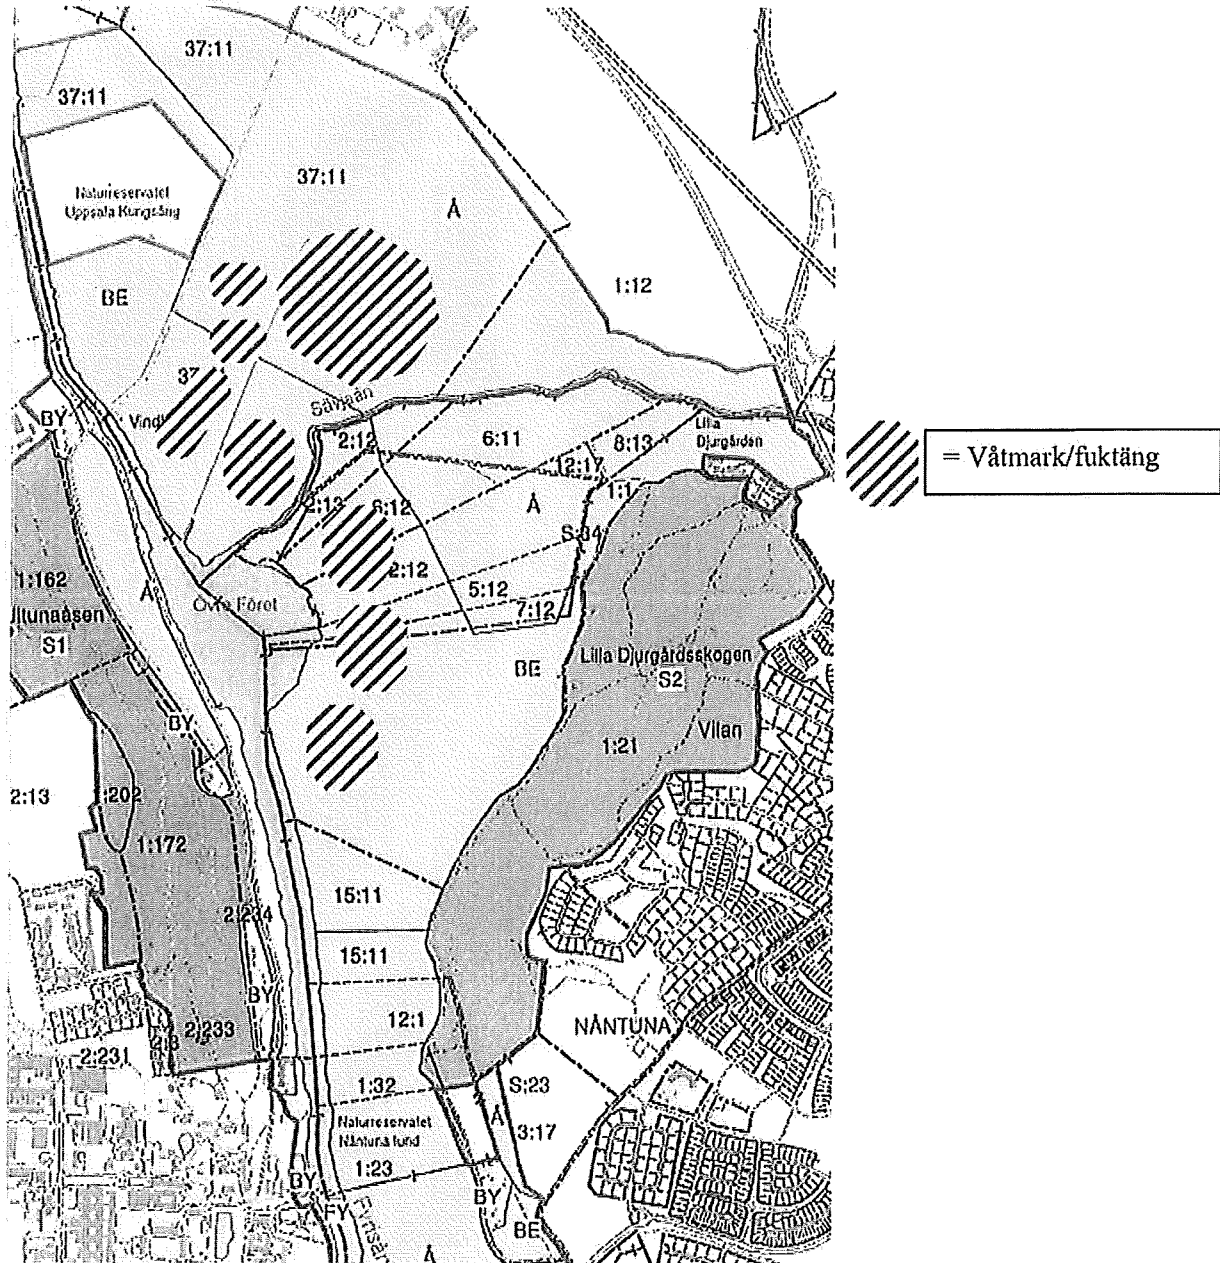 37:11
37:11
Naturreservatet
Uppsala Kungsäng
37:11
Å
BE
1:12
37
Sävjaån
BY
2:12
6:11
8:13
Lilla
Djurgården
12:17
1:1
= Våtmark/fuktäng
2:13
6:12
Å
S:34
1:162
Å
2:12
5:12
7:12
Övre Föret
S1
BE
Lilla Djurgårdsskogen
S2
BY
1:21
Vilan
2:13
:202
1:172
15:11
2:234
15:11
BY
12:1
NÅNTUNA
2:233
2:3
2:231
1:32
S:23
Naturreservatet
Nåntuna lund
Å
3:17
1:23
BY
FY
BY
BE
Å